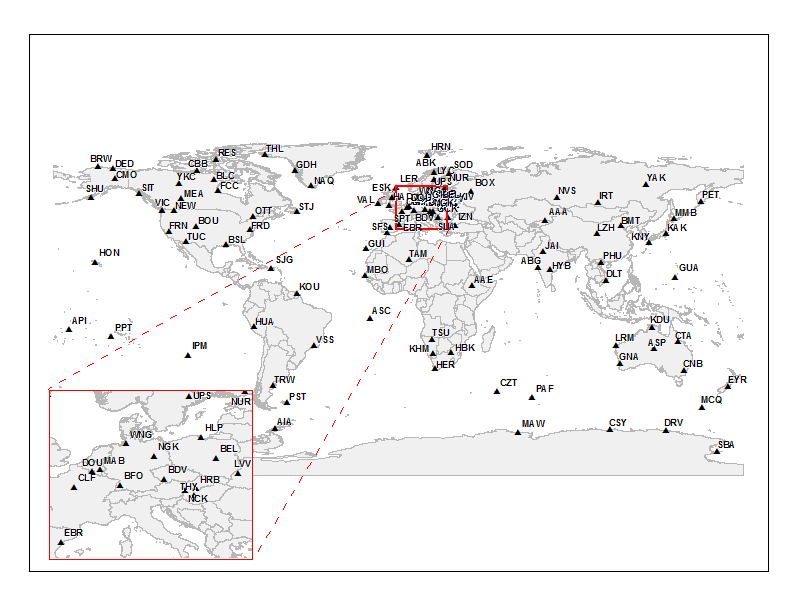 HRN
RES
THL
BRW
DED
CBB
GDH
ABK
SOD
CMO
YKC
BLC
LYC
NUR
SHU
SIT
FCC
NAQ
ESK
LER
UPS
BOX
NVS
YAK
MEA
VAL
HAD
IRT
PET
VIC
NEW
OTT
STJ
SPT
BDV
AAA
MMB
FRN
BOU
FRD
SFS
EBR
IZN
LZH
BMT
KAK
TUC
BSL
GUI
KNY
HON
SJG
TAM
JAI
PHU
MBO
ABG
HYB
GUA
KOU
AAE
DLT
API
PPT
HUA
ASC
KDU
IPM
VSS
TSU
LRM
ASP
CTA
KHM
HBK
GNA
HER
CNB
TRW
CZT
PAF
EYR
PST
MCQ
AIA
MAW
CSY
DRV
SBA
UPS
NUR
WNG
HLP
NGK
BEL
DOU
MAB
BDV
LVV
CLF
BFO
HRB
THY
NCK
EBR